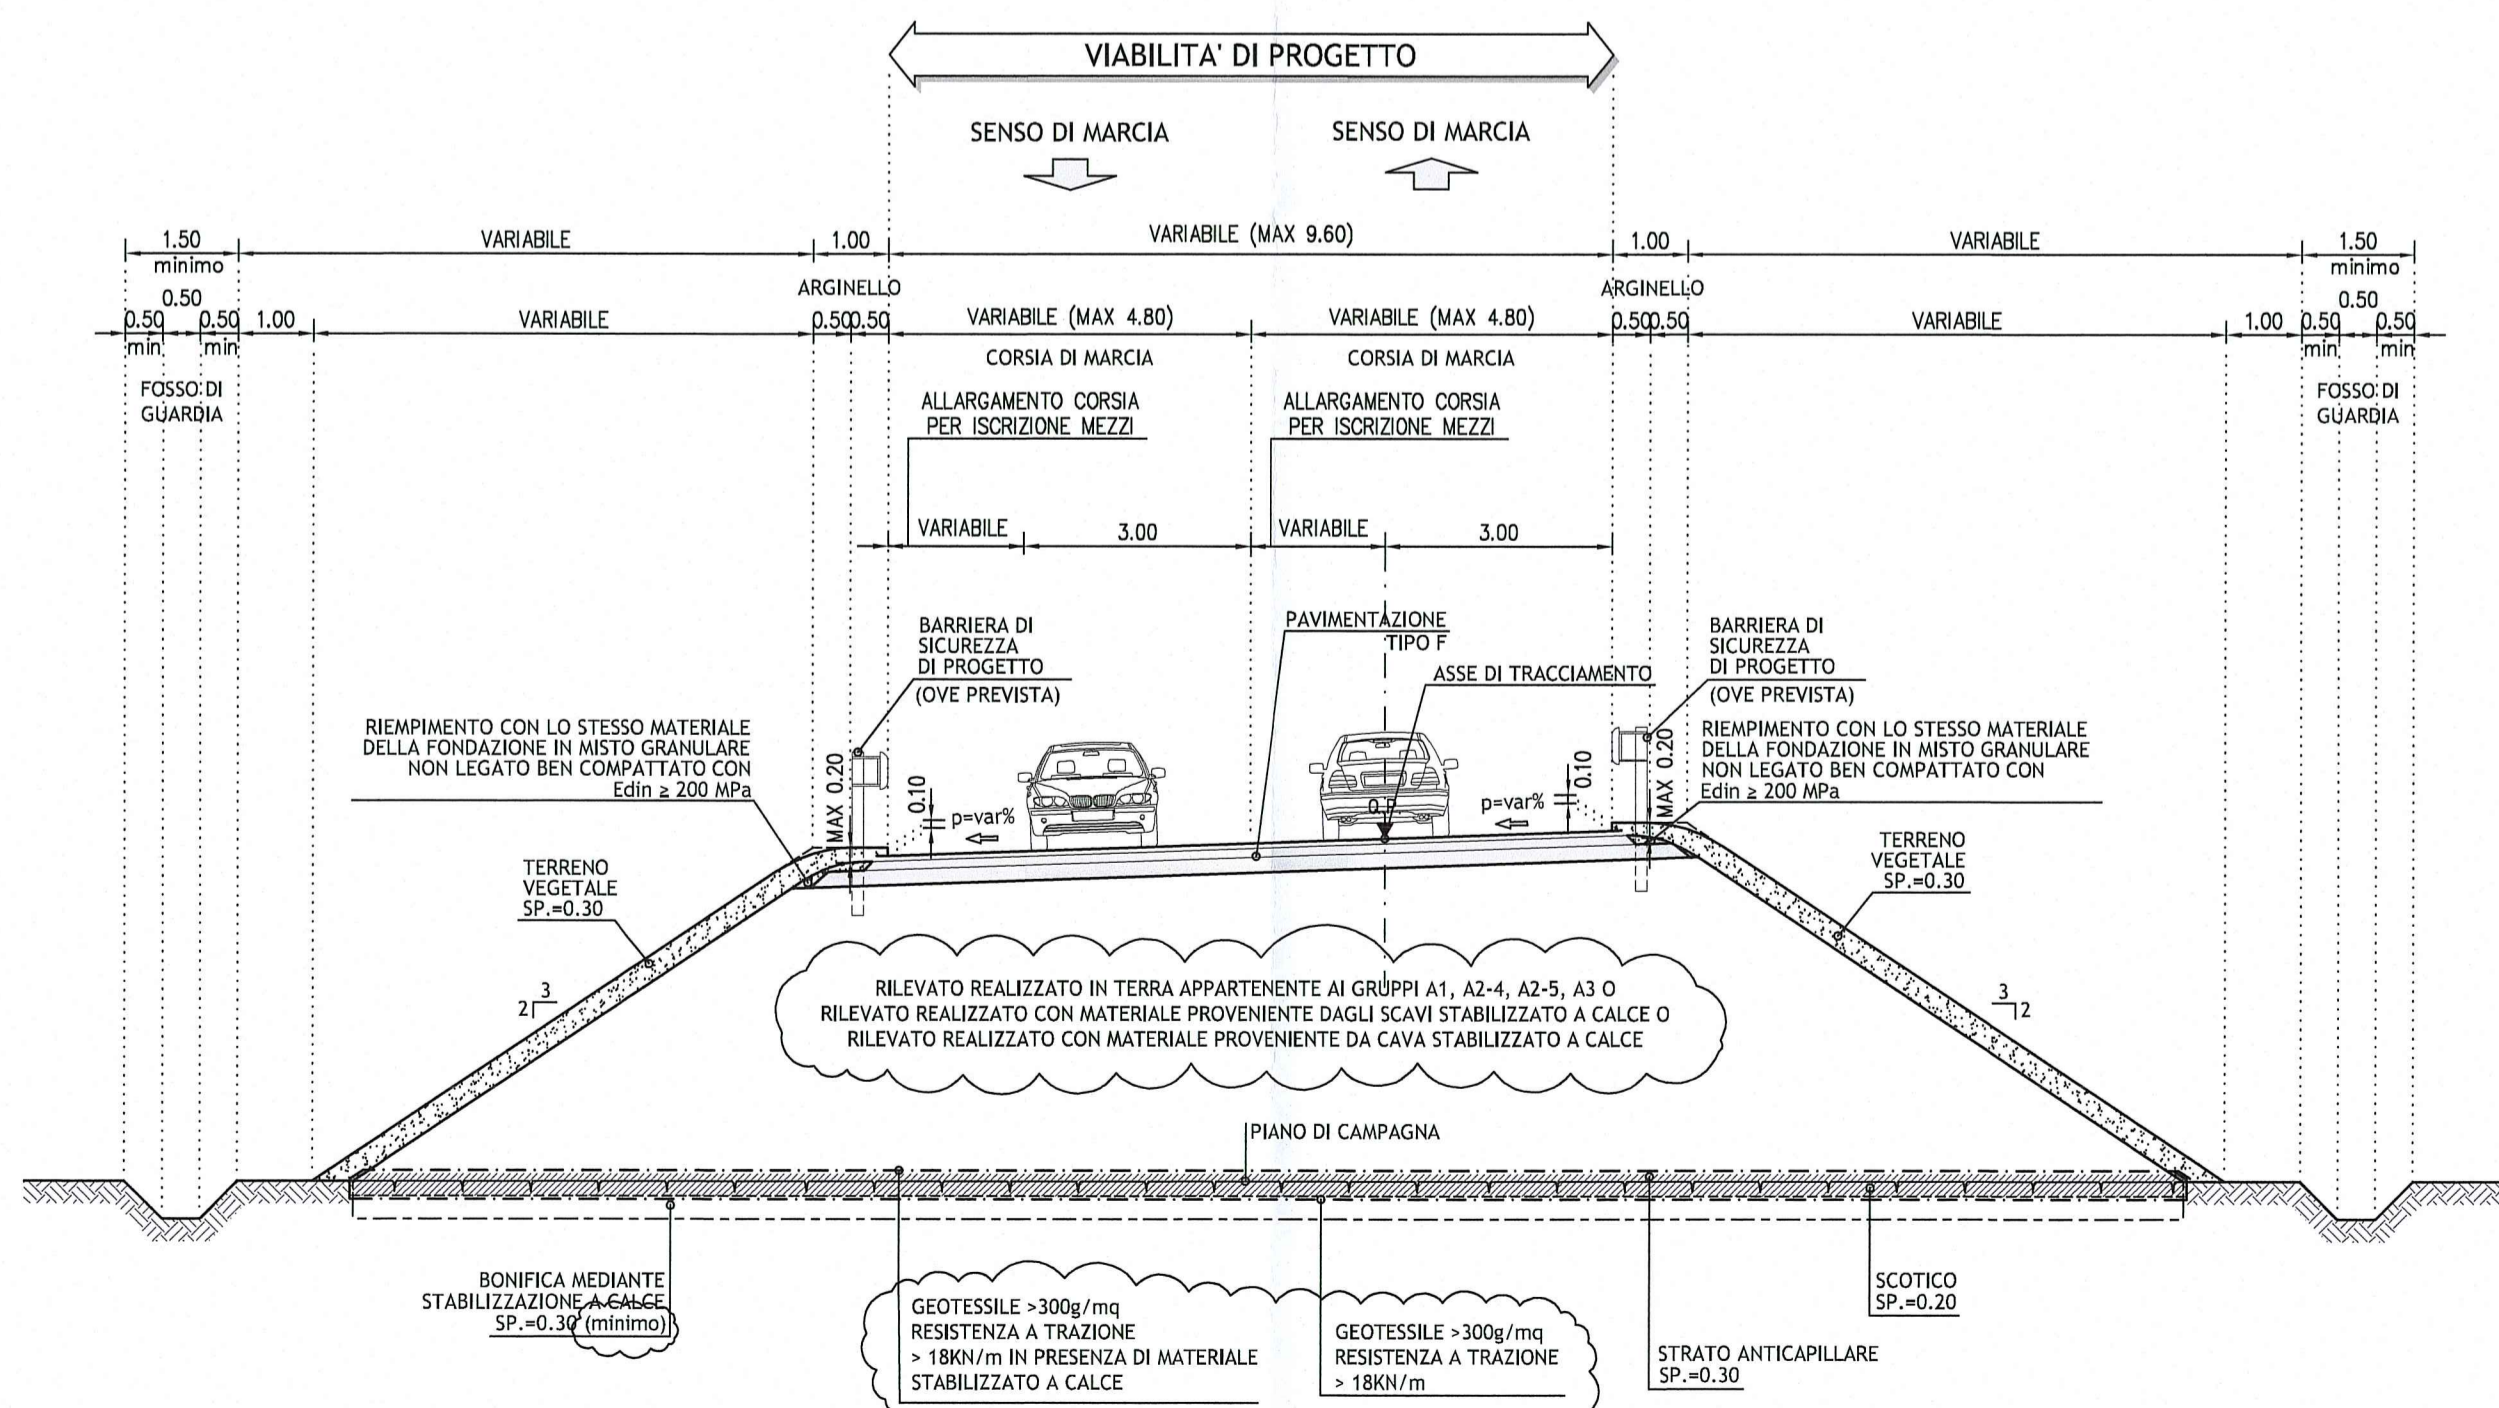 VIABILITA' DI PROGETTO
SENSO DI MARCIA
SENSO DI MARCIA
1.50
minimo
VARIABILE
1.00
VARIABILE (MAX 9.60)
1.00
VARIABILE
1.50
minimo
ARGINELLO
ARGINELLO
0.50
min
0.50
0.50
min
1.00
VARIABILE
0.50
0.50
VARIABILE (MAX 4.80)
VARIABILE (MAX 4.80)
0.50
0.50
VARIABILE
1.00
0.50
min
0.50
0.50
min
CORSIA DI MARCIA
CORSIA DI MARCIA
FOSSO DI
GUARDIA
FOSSO DI
GUARDIA
ALLARGAMENTO CORSIA
PER ISCRIZIONE MEZZI
ALLARGAMENTO CORSIA
PER ISCRIZIONE MEZZI
VARIABILE
3.00
VARIABILE
3.00
BARRIERA DI
SICUREZZA
DI PROGETTO
(OVE PREVISTA)
PAVIMENTAZIONE
TIPO F
ASSE DI TRACCIAMENTO
BARRIERA DI
SICUREZZA
DI PROGETTO
(OVE PREVISTA)
RIEMPIMENTO CON LO STESSO MATERIALE
DELLA FONDAZIONE IN MISTO GRANULARE
NON LEGATO BEN COMPATTATO CON
Edin ≥ 200 MPa
MAX 0.20
0.10
p=var%
Q.P.
p=var%
0.10
MAX 0.20
RIEMPIMENTO CON LO STESSO MATERIALE
DELLA FONDAZIONE IN MISTO GRANULARE
NON LEGATO BEN COMPATTATO CON
Edin ≥ 200 MPa
TERRENO
VEGETALE
SP.=0.30
TERRENO
VEGETALE
SP.=0.30
3
2
3
2
RILEVATO REALIZZATO IN TERRA APPARTENENTE AI GRUPPI A1, A2-4, A2-5, A3 O
RILEVATO REALIZZATO CON MATERIALE PROVENIENTE DAGLI SCAVI STABILIZZATO A CALCE O
RILEVATO REALIZZATO CON MATERIALE PROVENIENTE DA CAVA STABILIZZATO A CALCE
PIANO DI CAMPAGNA
BONIFICA MEDIANTE
STABILIZZAZIONE A CALCE
SP.=0.30 (minimo)
GEOTESSILE >300g/mq
RESISTENZA A TRAZIONE
> 18KN/m IN PRESENZA DI MATERIALE
STABILIZZATO A CALCE
GEOTESSILE >300g/mq
RESISTENZA A TRAZIONE
> 18KN/m
STRATO ANTICAPILLARE
SP.=0.30
SCOTICO
SP.=0.20